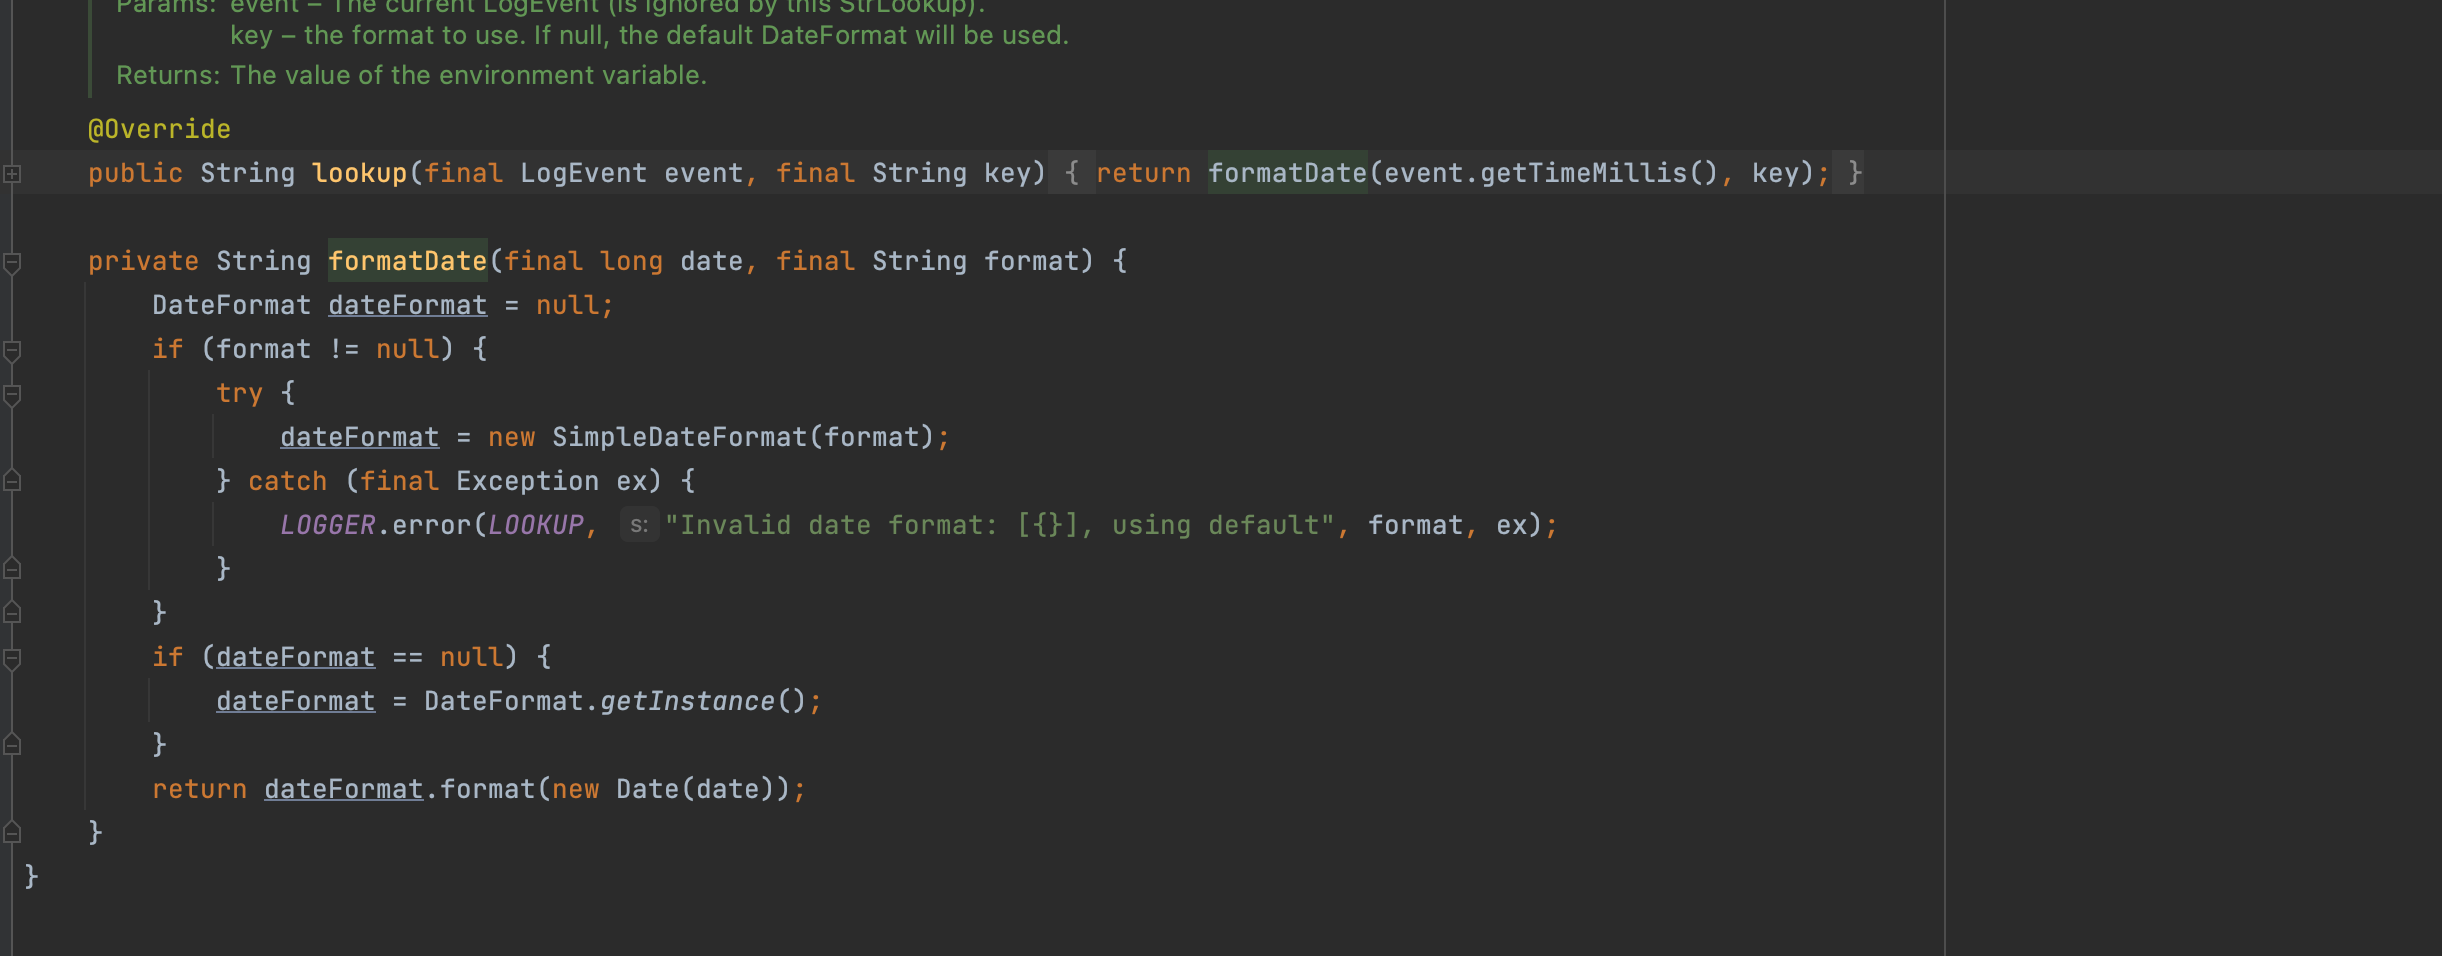 Params: event – The current LogEvent (is ignored by this StrLookup).
key – the format to use. If null, the default DateFormat will be used.
Returns: The value of the environment variable.
@Override
public String lookup(final LogEvent event, final String key) { return formatDate(event.getTimeMillis(), key); }
private String formatDate(final long date, final String format) {
DateFormat dateFormat = null;
if (format != null) {
try {
dateFormat = new SimpleDateFormat(format);
} catch (final Exception ex) {
LOGGER.error(LOOKUP, s: "Invalid date format: [{}], using default", format, ex);
}
}
if (dateFormat == null) {
dateFormat = DateFormat.getInstance();
}
return dateFormat.format(new Date(date));
}
}